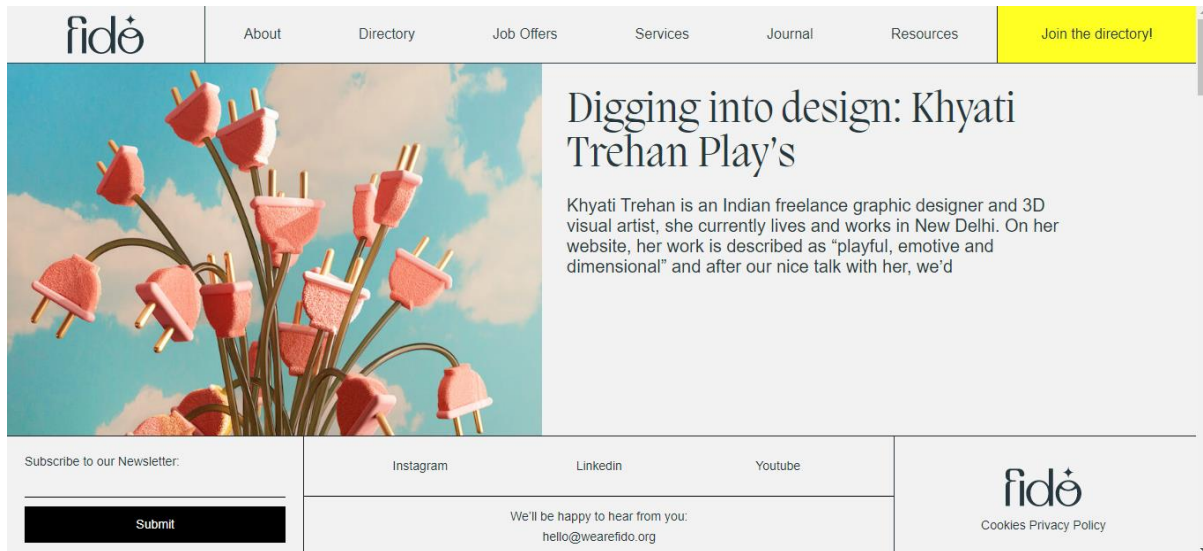 fidö
About Directory Job Offers Services Journal Resources Join the directory!
Digging into design: Khyati
Trehan Play's
Khyati Trehan is an Indian freelance graphic designer and 3D
visual artist, she currently lives and works in New Delhi. On her
website, her work is described as “playful, emotive and
dimensional” and after our nice talk with her, we’d
Subscribe to our Newsletter:
Submit
Instagram Linkedin Youtube
We'll be happy to hear from you:
hello@wearefido.org
fido
Cookies Privacy Policy